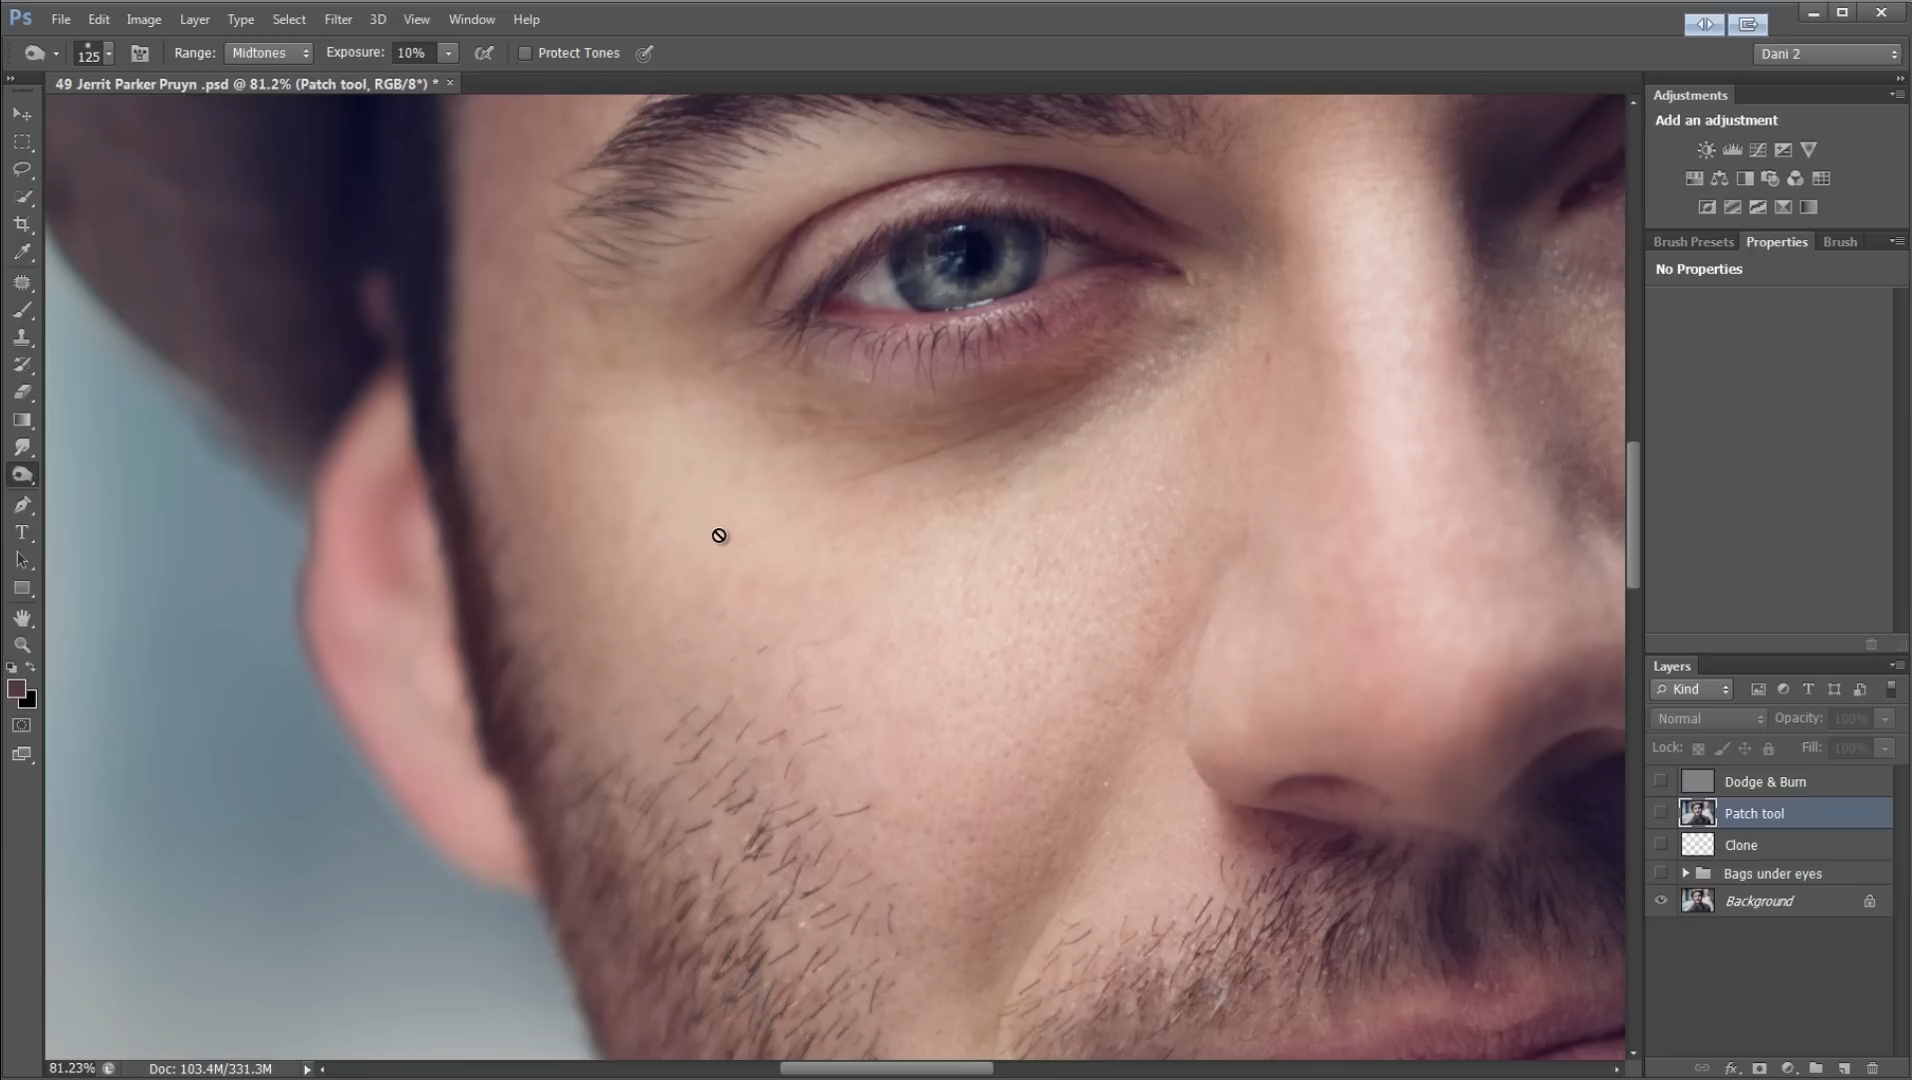 Ps File Edit Image Layer Type Select Filter 3D View Window Help
125 Range: Midtones Exposure: 10% Protect Tones Dani 2
49 Jerrit Parker Pruyn .psd @ 81.2% (Patch tool, RGB/8*) * ×
Adjustments
Add an adjustment
Brush Presets Properties Brush
No Properties
Layers
Kind
Normal Opacity: 100%
Lock: Fill: 100%
Dodge & Burn
Patch tool
Clone
Bags under eyes
Background
81.23% Doc: 103.4M/331.3M